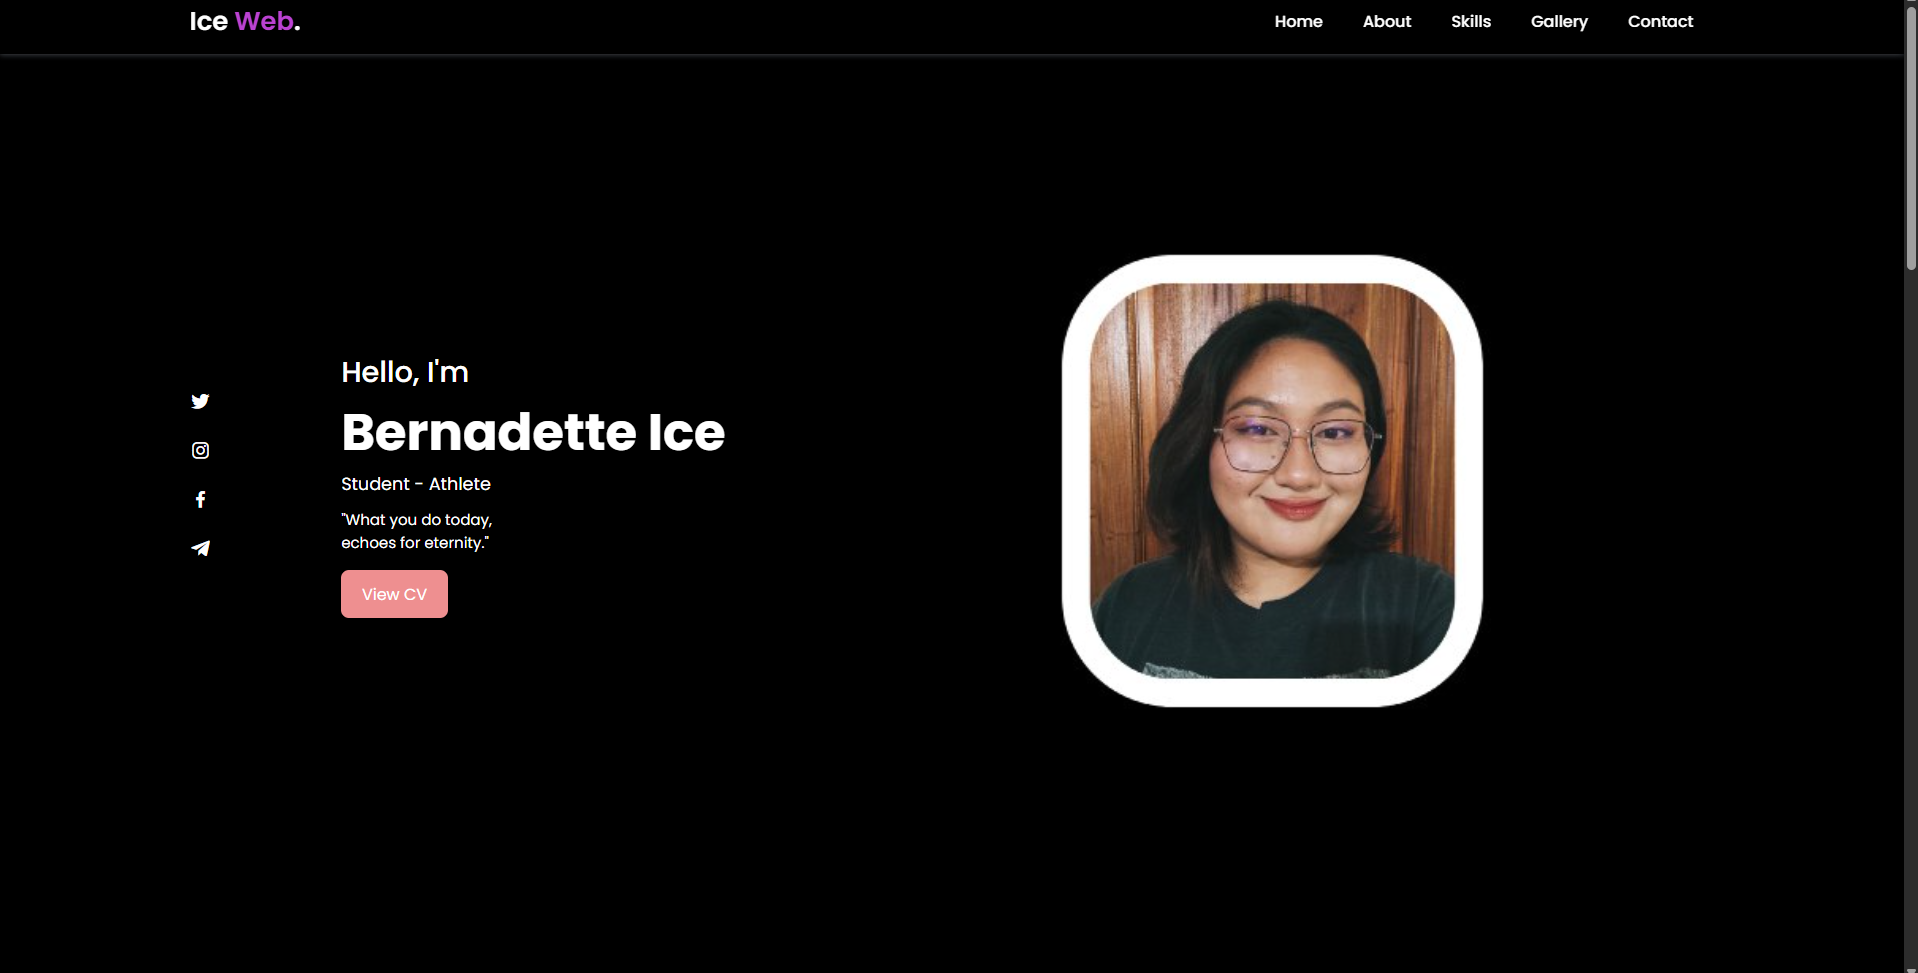 Ice Web.
Home About Skills Gallery Contact
Hello, I'm
Bernadette Ice
Student - Athlete
"What you do today,
echoes for eternity."
View CV